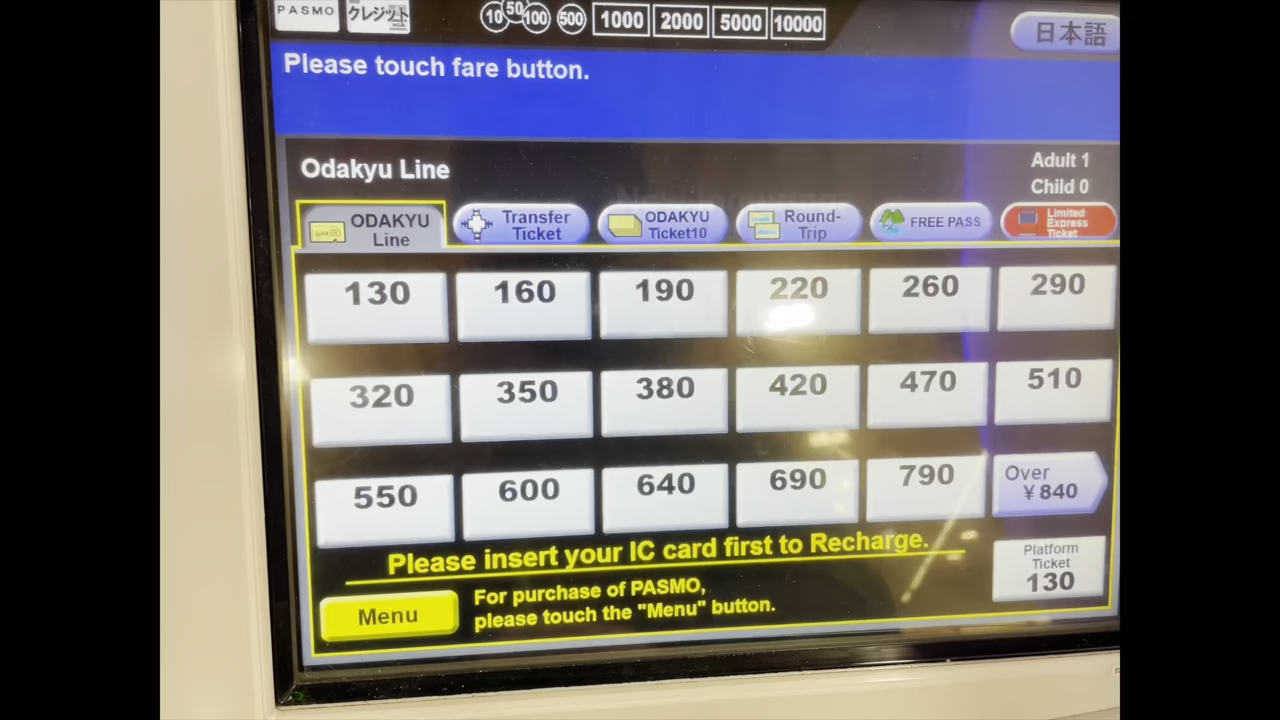 PASMO
クレジット
10 50 100 500 1000 2000 5000 10000
日本語
Please touch fare button.
Odakyu Line
Adult 1
Child 0
ODAKYU
Line
Transfer
Ticket
ODAKYU
Ticket10
Round-
Trip
FREE PASS
Limited
Express
Ticket
130 160 190 220 260 290
320 350 380 420 470 510
550 600 640 690 790
Over
¥840
Please insert your IC card first to Recharge.
Platform
Ticket
130
Menu
For purchase of PASMO,
please touch the "Menu" button.